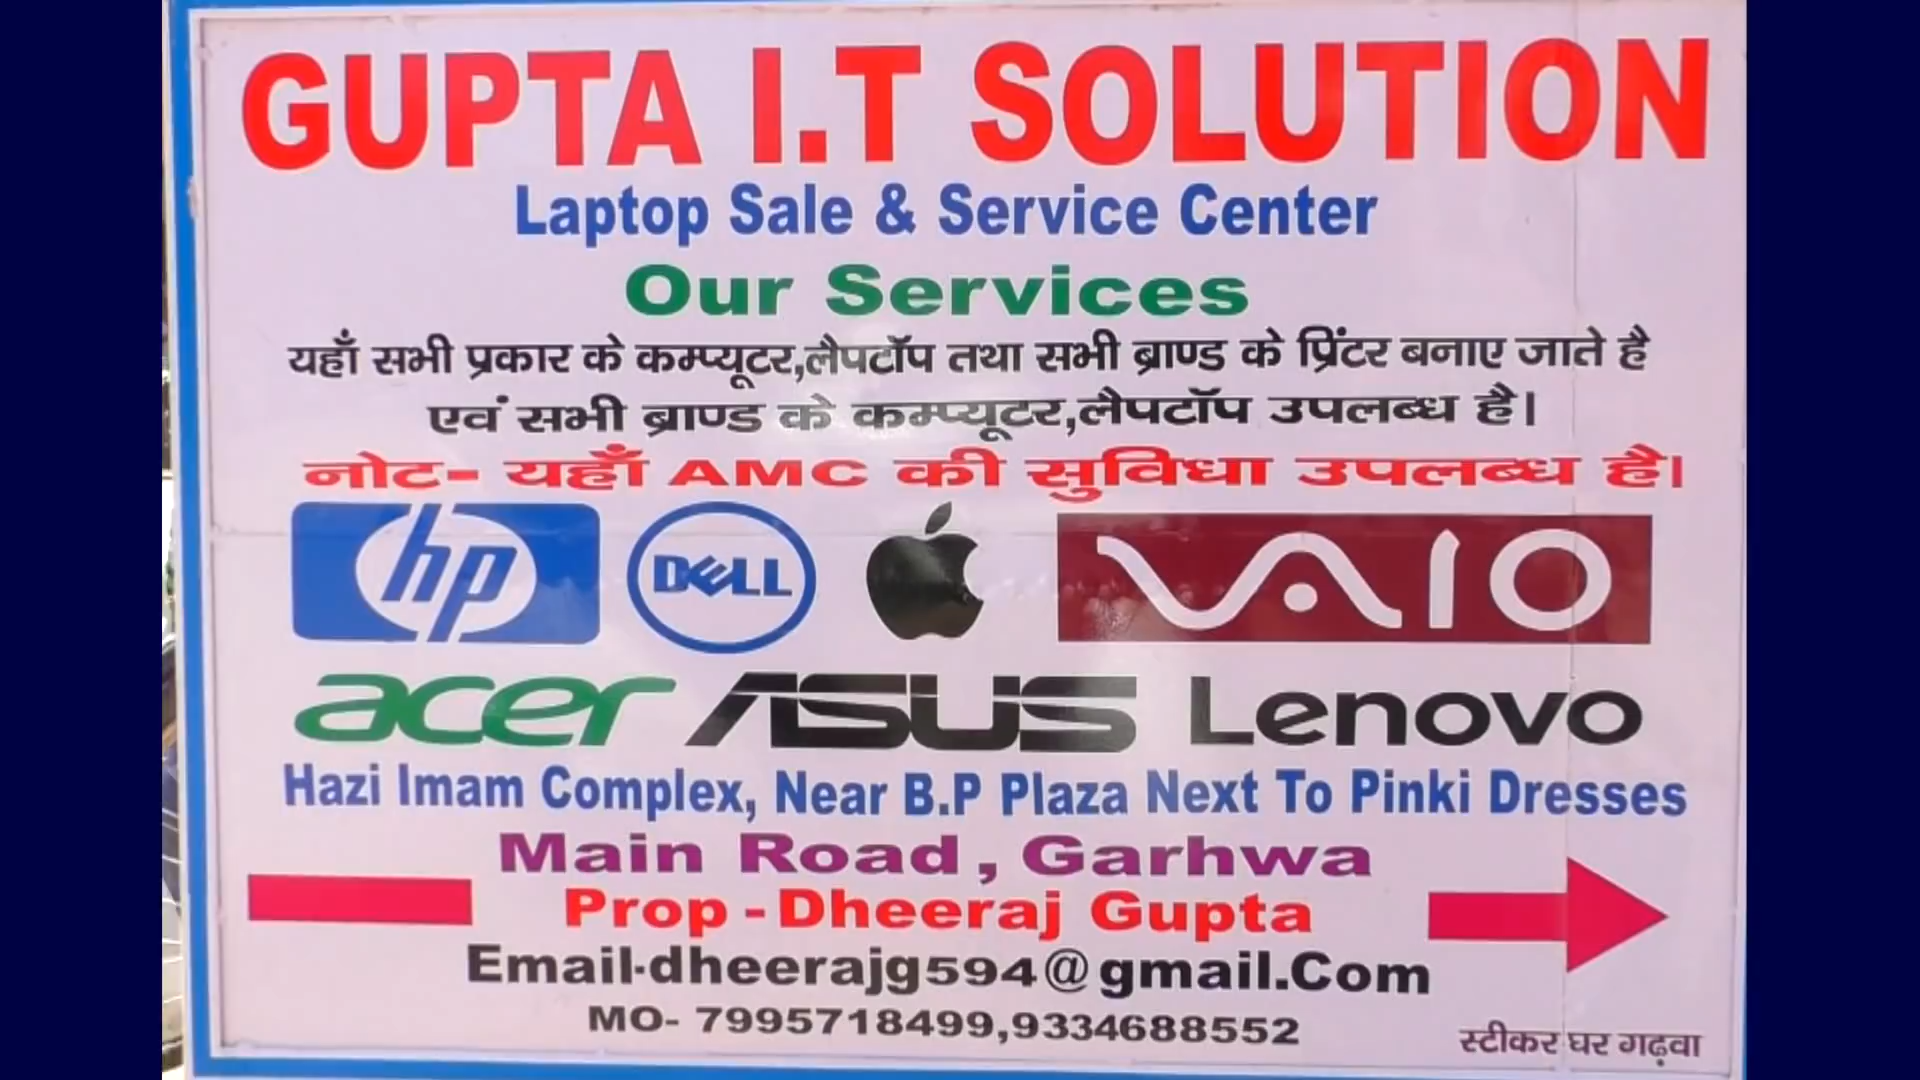 GUPTA I.T SOLUTION
Laptop Sale & Service Center
Our Services
यहाँ सभी प्रकार के कम्प्यूटर,लैपटॉप तथा सभी ब्राण्ड के प्रिंटर बनाए जाते है
एवं सभी ब्राण्ड के कम्प्यूटर,लैपटॉप उपलब्ध है।
नोट- यहाँ AMC की सुविधा उपलब्ध है।
hp DELL VAIO
acer ASUS Lenovo
Hazi Imam Complex, Near B.P Plaza Next To Pinki Dresses
Main Road, Garhwa
Prop - Dheeraj Gupta
Email-dheerajg594@gmail.Com
MO- 7995718499,9334688552
स्टीकर घर गढ़वा